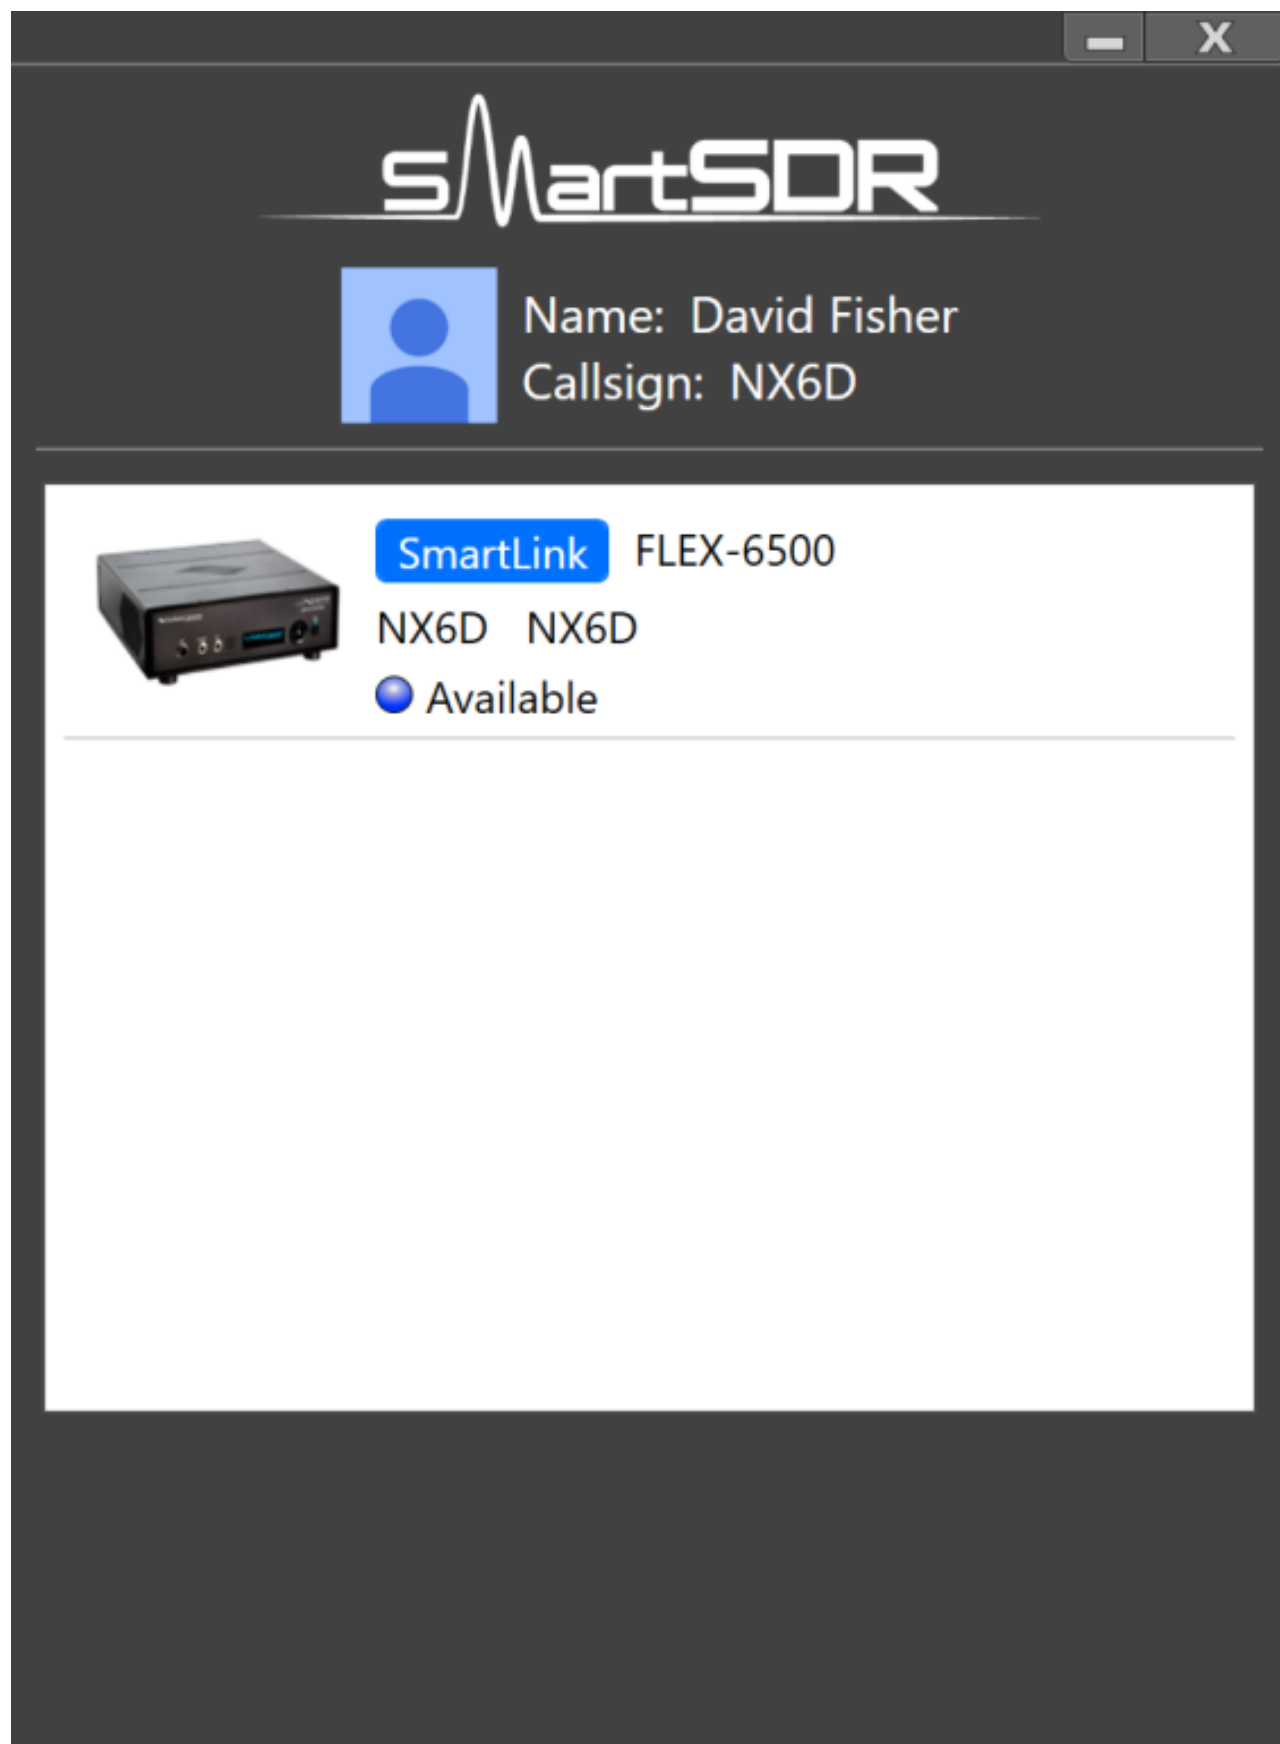 X
sMartSDR
Name: David Fisher
Callsign: NX6D
SmartLink FLEX-6500
NX6D NX6D
Available